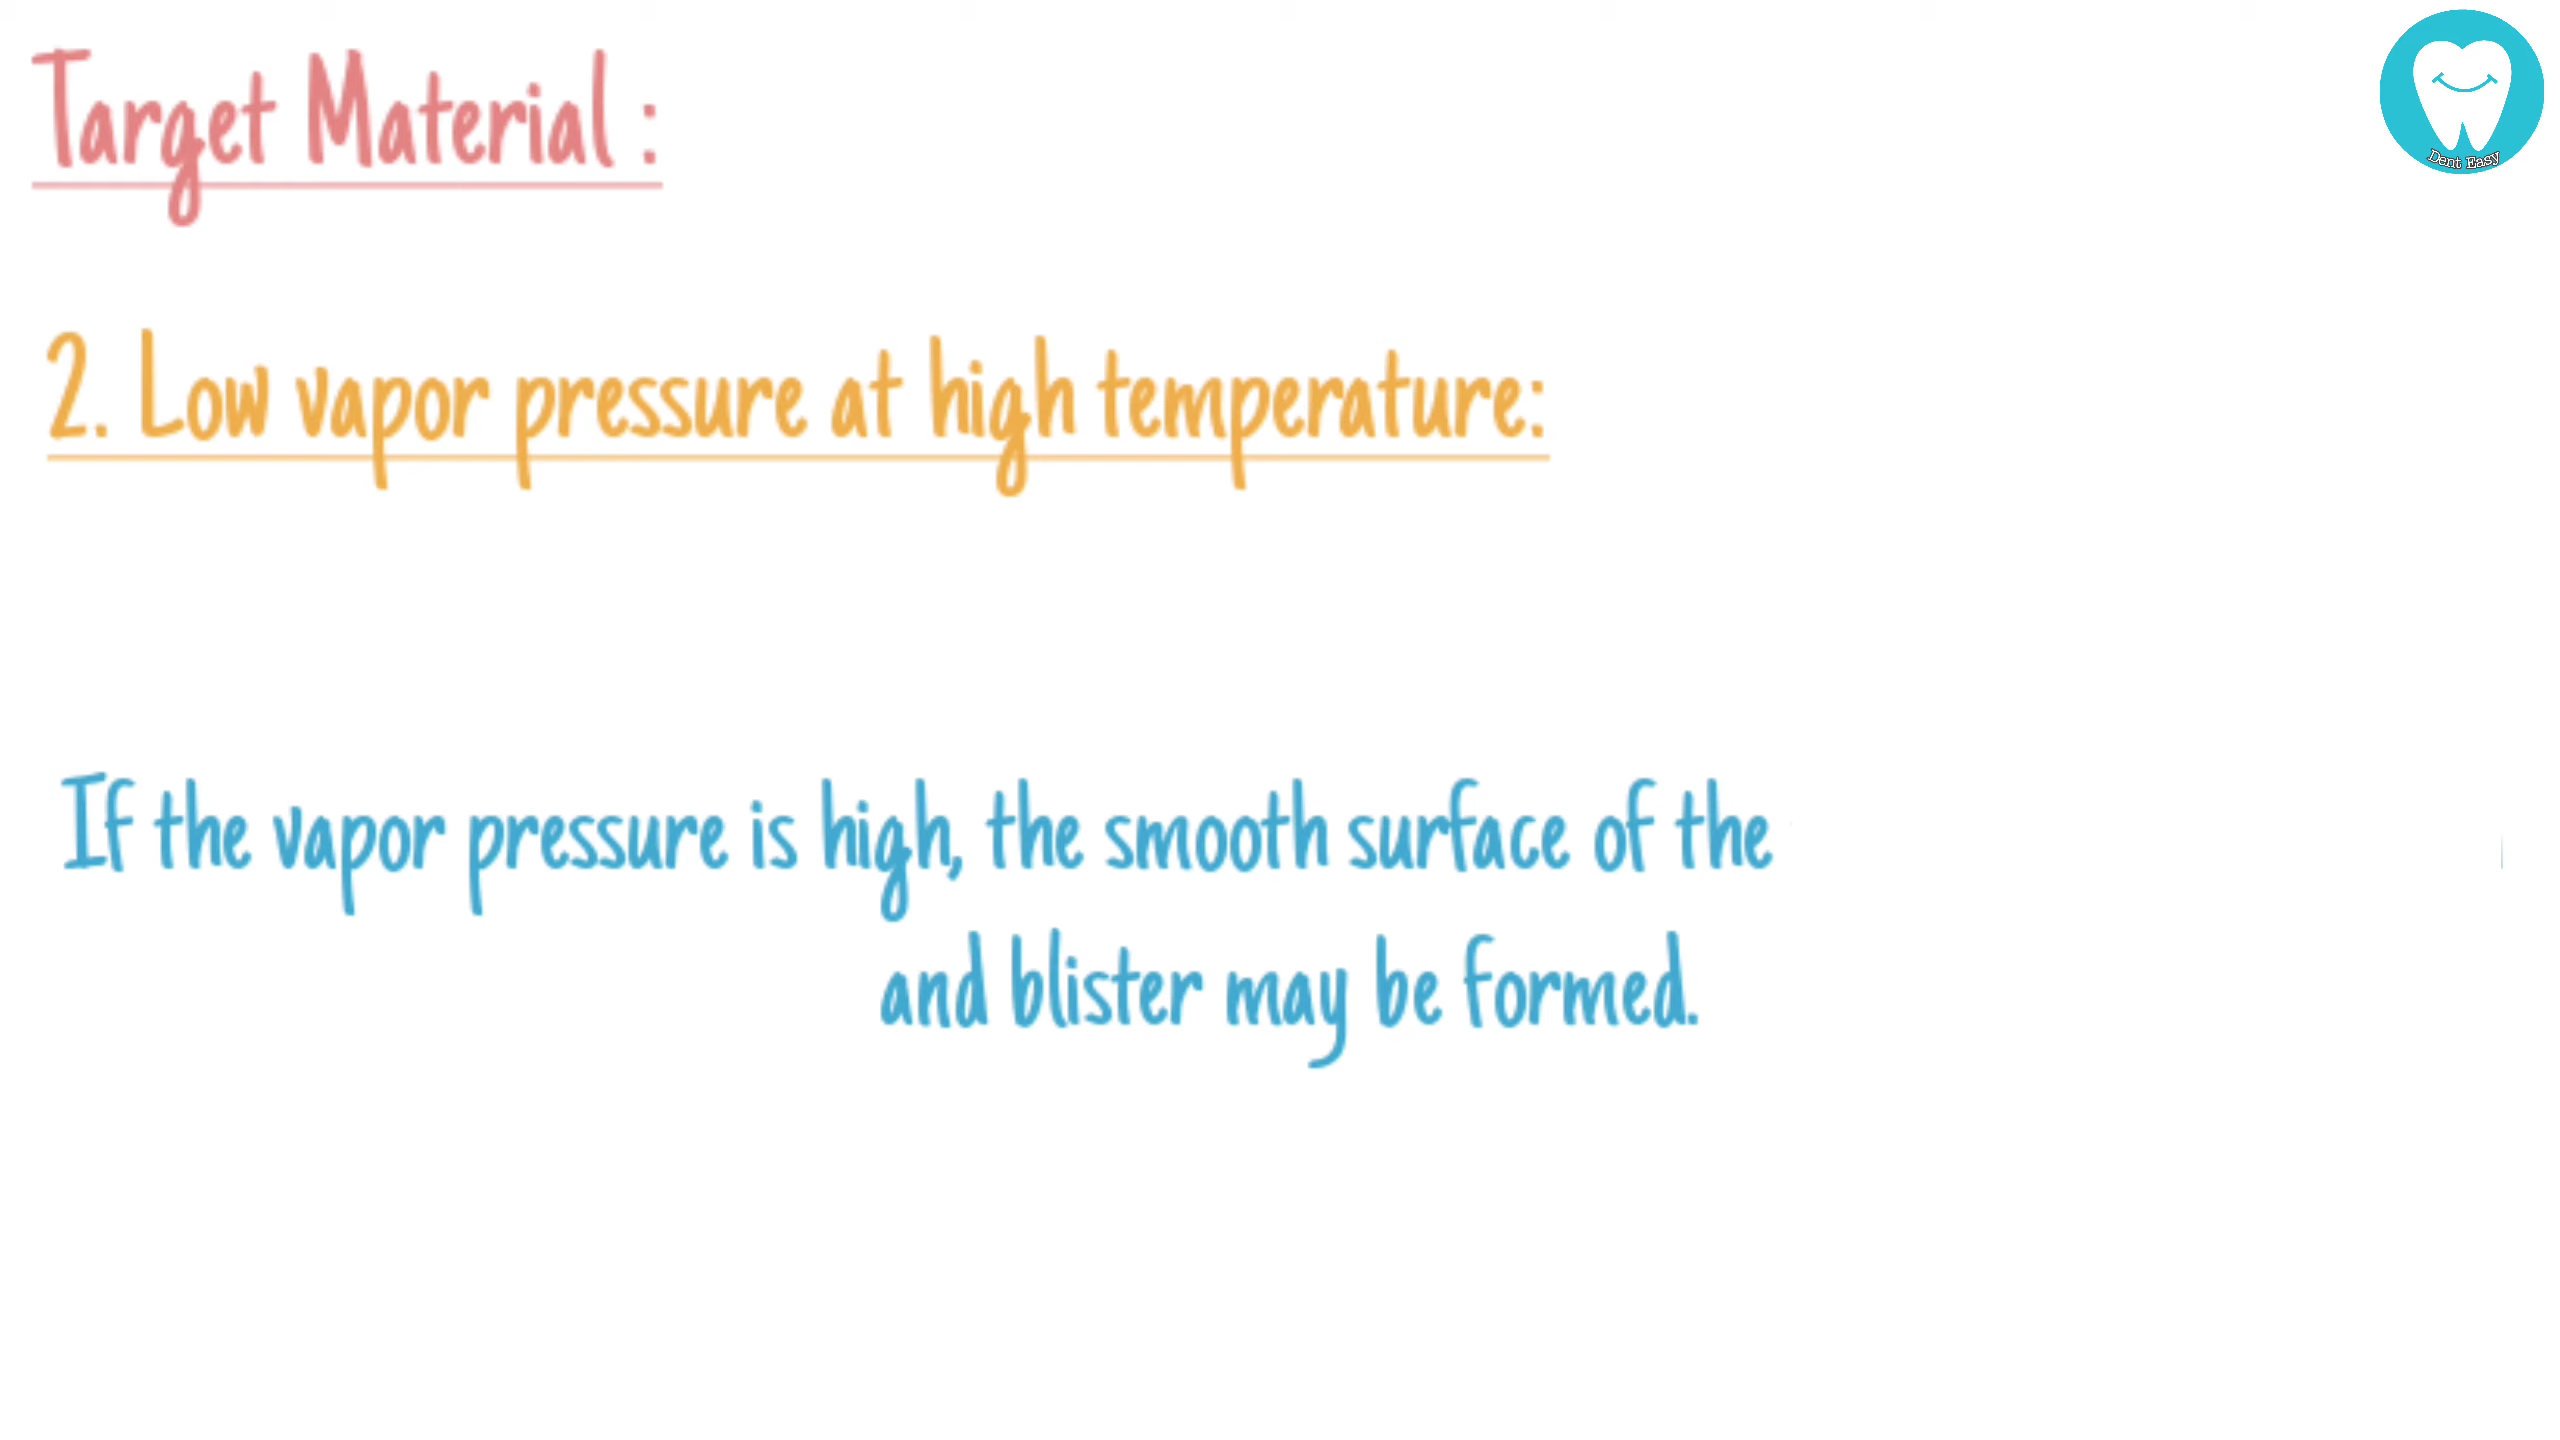 Target Material :
Dent Easy
2. Low vapor pressure at high temperature:
If the vapor pressure is high, the smooth surface of the
and blister may be formed.